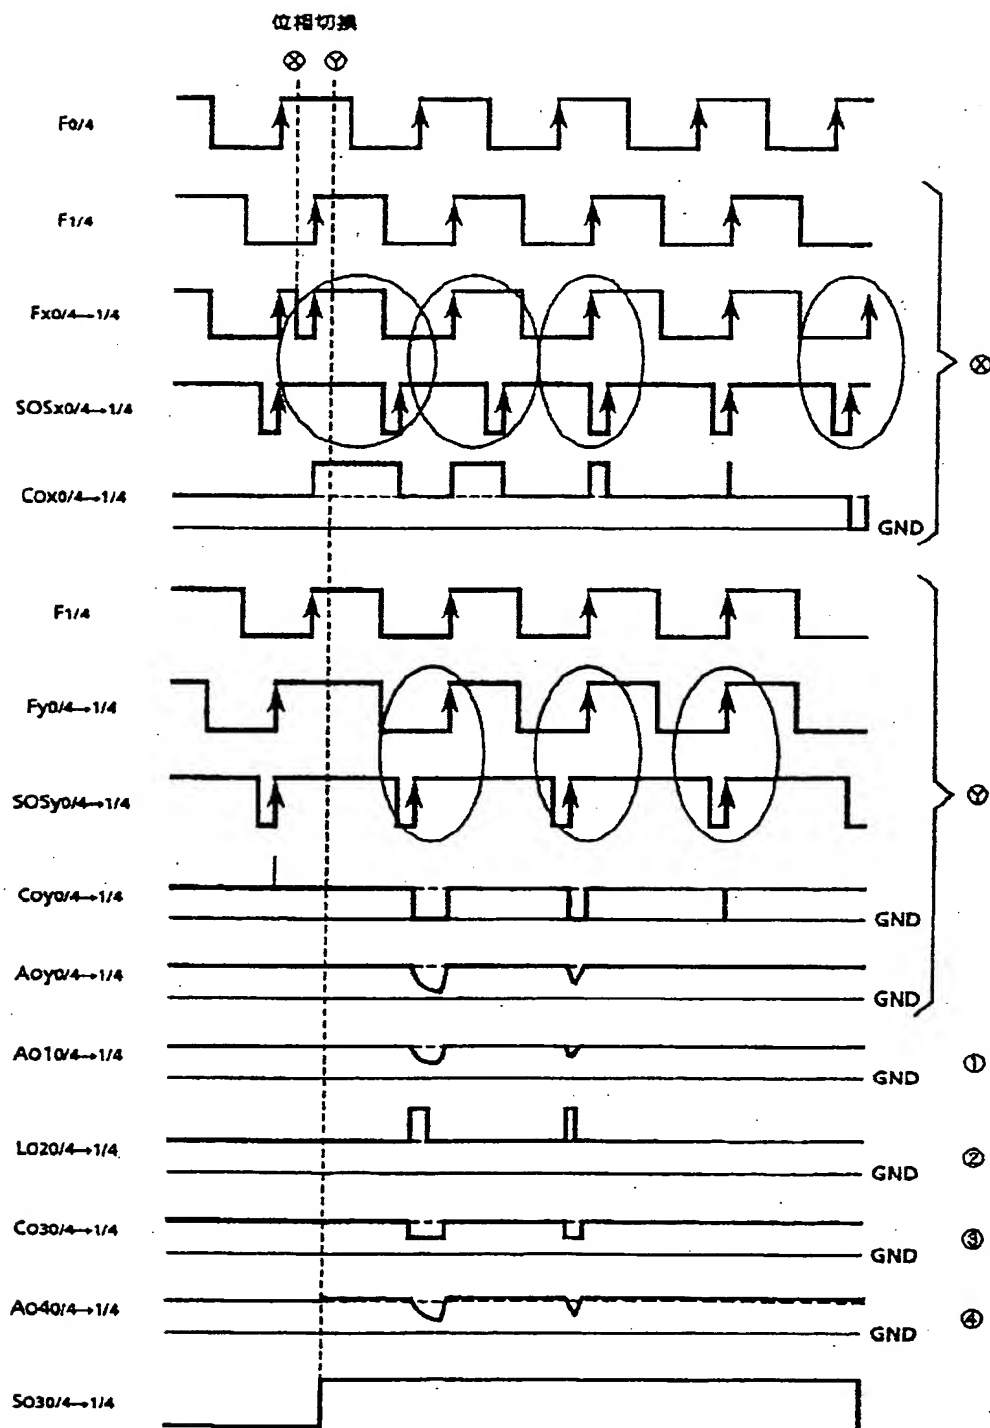 位相切換
Ⓧ Ⓨ
F0/4
F1/4
Fx0/4→1/4
SOSx0/4→1/4
Cox0/4→1/4
GND
Ⓧ
F1/4
Fy0/4→1/4
SOSy0/4→1/4
Coy0/4→1/4
GND
Aoy0/4→1/4
GND
Ⓨ
Ao10/4→1/4
GND
①
Lo20/4→1/4
GND
②
Co30/4→1/4
GND
③
Ao40/4→1/4
GND
④
So30/4→1/4